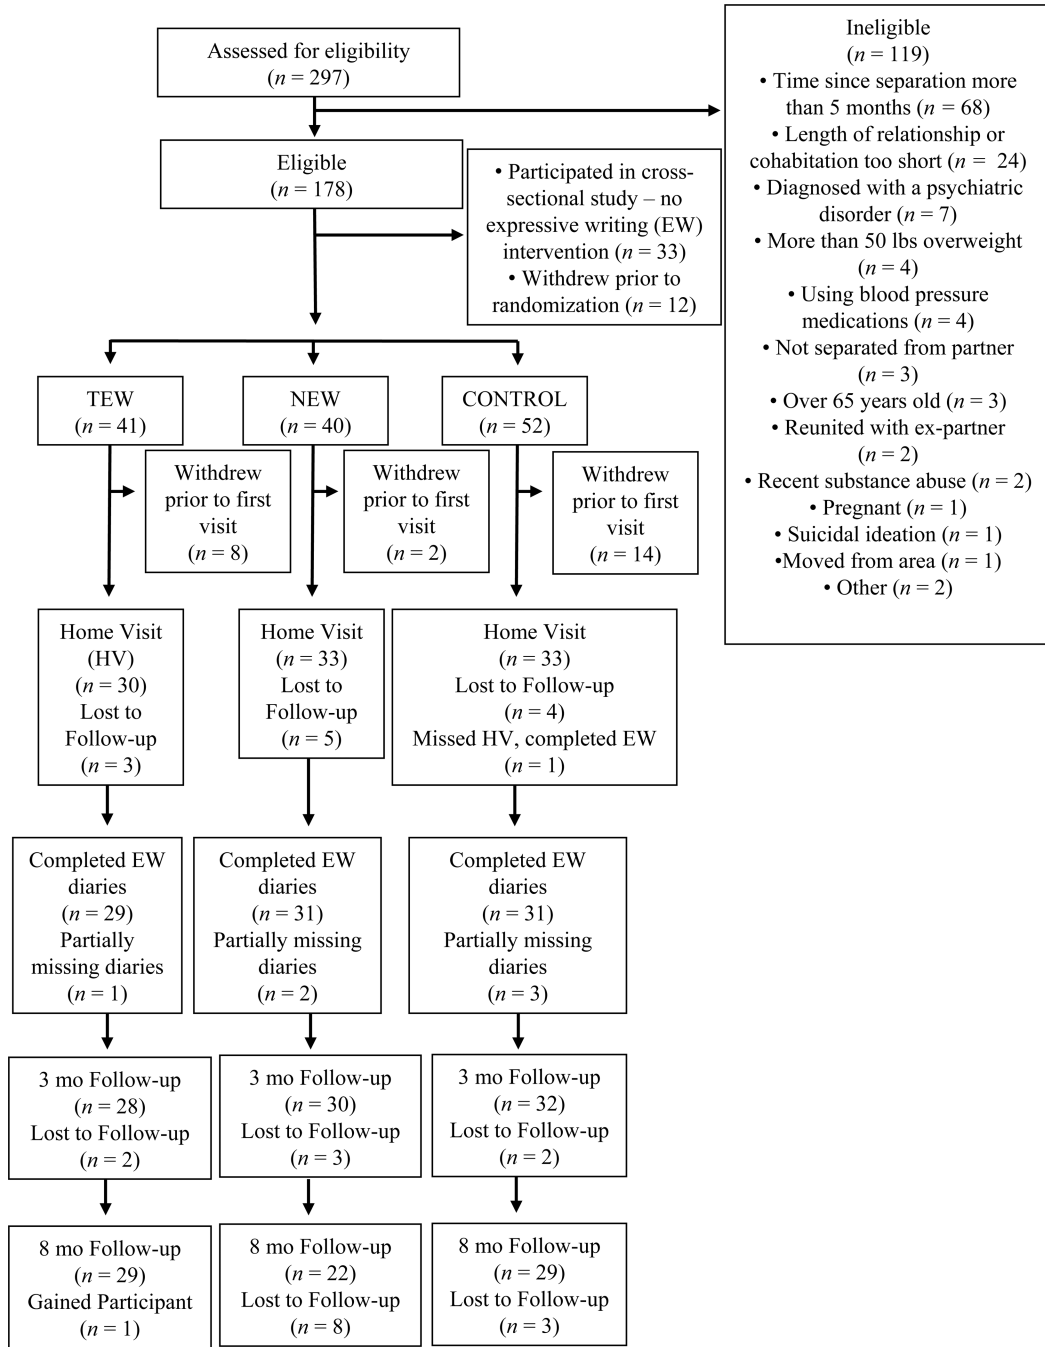 Assessed for eligibility
(n = 297)
Ineligible
(n = 119)
• Time since separation more
than 5 months (n = 68)
• Length of relationship or
cohabitation too short (n = 24)
• Diagnosed with a psychiatric
disorder (n = 7)
• More than 50 lbs overweight
(n = 4)
• Using blood pressure
medications (n = 4)
• Not separated from partner
(n = 3)
• Over 65 years old (n = 3)
• Reunited with ex-partner
(n = 2)
• Recent substance abuse (n = 2)
• Pregnant (n = 1)
• Suicidal ideation (n = 1)
•Moved from area (n = 1)
• Other (n = 2)
Eligible
(n = 178)
• Participated in cross-
sectional study – no
expressive writing (EW)
intervention (n = 33)
• Withdrew prior to
randomization (n = 12)
TEW
(n = 41)
NEW
(n = 40)
CONTROL
(n = 52)
Withdrew
prior to first
visit
(n = 8)
Withdrew
prior to first
visit
(n = 2)
Withdrew
prior to first
visit
(n = 14)
Home Visit
(HV)
(n = 30)
Lost to
Follow-up
(n = 3)
Home Visit
(n = 33)
Lost to
Follow-up
(n = 5)
Home Visit
(n = 33)
Lost to Follow-up
(n = 4)
Missed HV, completed EW
(n = 1)
Completed EW
diaries
(n = 29)
Partially
missing diaries
(n = 1)
Completed EW
diaries
(n = 31)
Partially missing
diaries
(n = 2)
Completed EW
diaries
(n = 31)
Partially missing
diaries
(n = 3)
3 mo Follow-up
(n = 28)
Lost to Follow-up
(n = 2)
3 mo Follow-up
(n = 30)
Lost to Follow-up
(n = 3)
3 mo Follow-up
(n = 32)
Lost to Follow-up
(n = 2)
8 mo Follow-up
(n = 29)
Gained Participant
(n = 1)
8 mo Follow-up
(n = 22)
Lost to Follow-up
(n = 8)
8 mo Follow-up
(n = 29)
Lost to Follow-up
(n = 3)